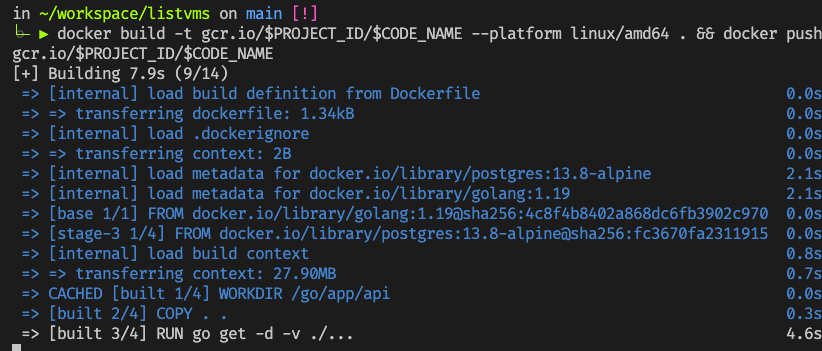 in ~/workspace/listvms on main [!]
└─ ▶ docker build -t gcr.io/$PROJECT_ID/$CODE_NAME --platform linux/amd64 . && docker push
gcr.io/$PROJECT_ID/$CODE_NAME
[+] Building 7.9s (9/14)
=> [internal] load build definition from Dockerfile 0.0s
=> => transferring dockerfile: 1.34kB 0.0s
=> [internal] load .dockerignore 0.0s
=> => transferring context: 2B 0.0s
=> [internal] load metadata for docker.io/library/postgres:13.8-alpine 2.1s
=> [internal] load metadata for docker.io/library/golang:1.19 2.1s
=> [base 1/1] FROM docker.io/library/golang:1.19@sha256:4c8f4b8402a868dc6fb3902c970 0.0s
=> [stage-3 1/4] FROM docker.io/library/postgres:13.8-alpine@sha256:fc3670fa2311915 0.0s
=> [internal] load build context 0.8s
=> => transferring context: 27.90MB 0.7s
=> CACHED [built 1/4] WORKDIR /go/app/api 0.0s
=> [built 2/4] COPY . . 0.3s
=> [built 3/4] RUN go get -d -v ./... 4.6s